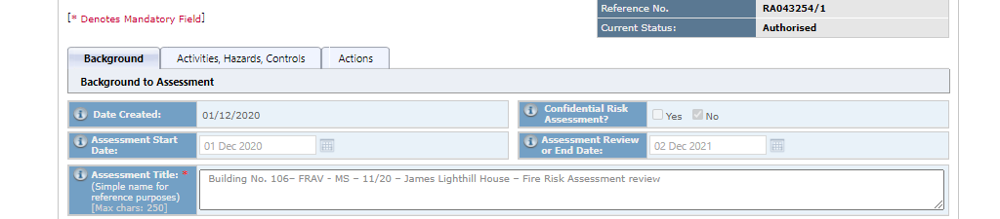 Reference No. RA043254/1
[* Denotes Mandatory Field]
Current Status: Authorised
Background Activities, Hazards, Controls Actions
Background to Assessment
Date Created: 01/12/2020
Confidential Risk
Assessment? Yes No
Assessment Start
Date: 01 Dec 2020
Assessment Review
or End Date: 02 Dec 2021
Assessment Title: *
(Simple name for
reference purposes)
[Max chars: 250]
Building No. 106– FRAV - MS – 11/20 – James Lighthill House – Fire Risk Assessment review